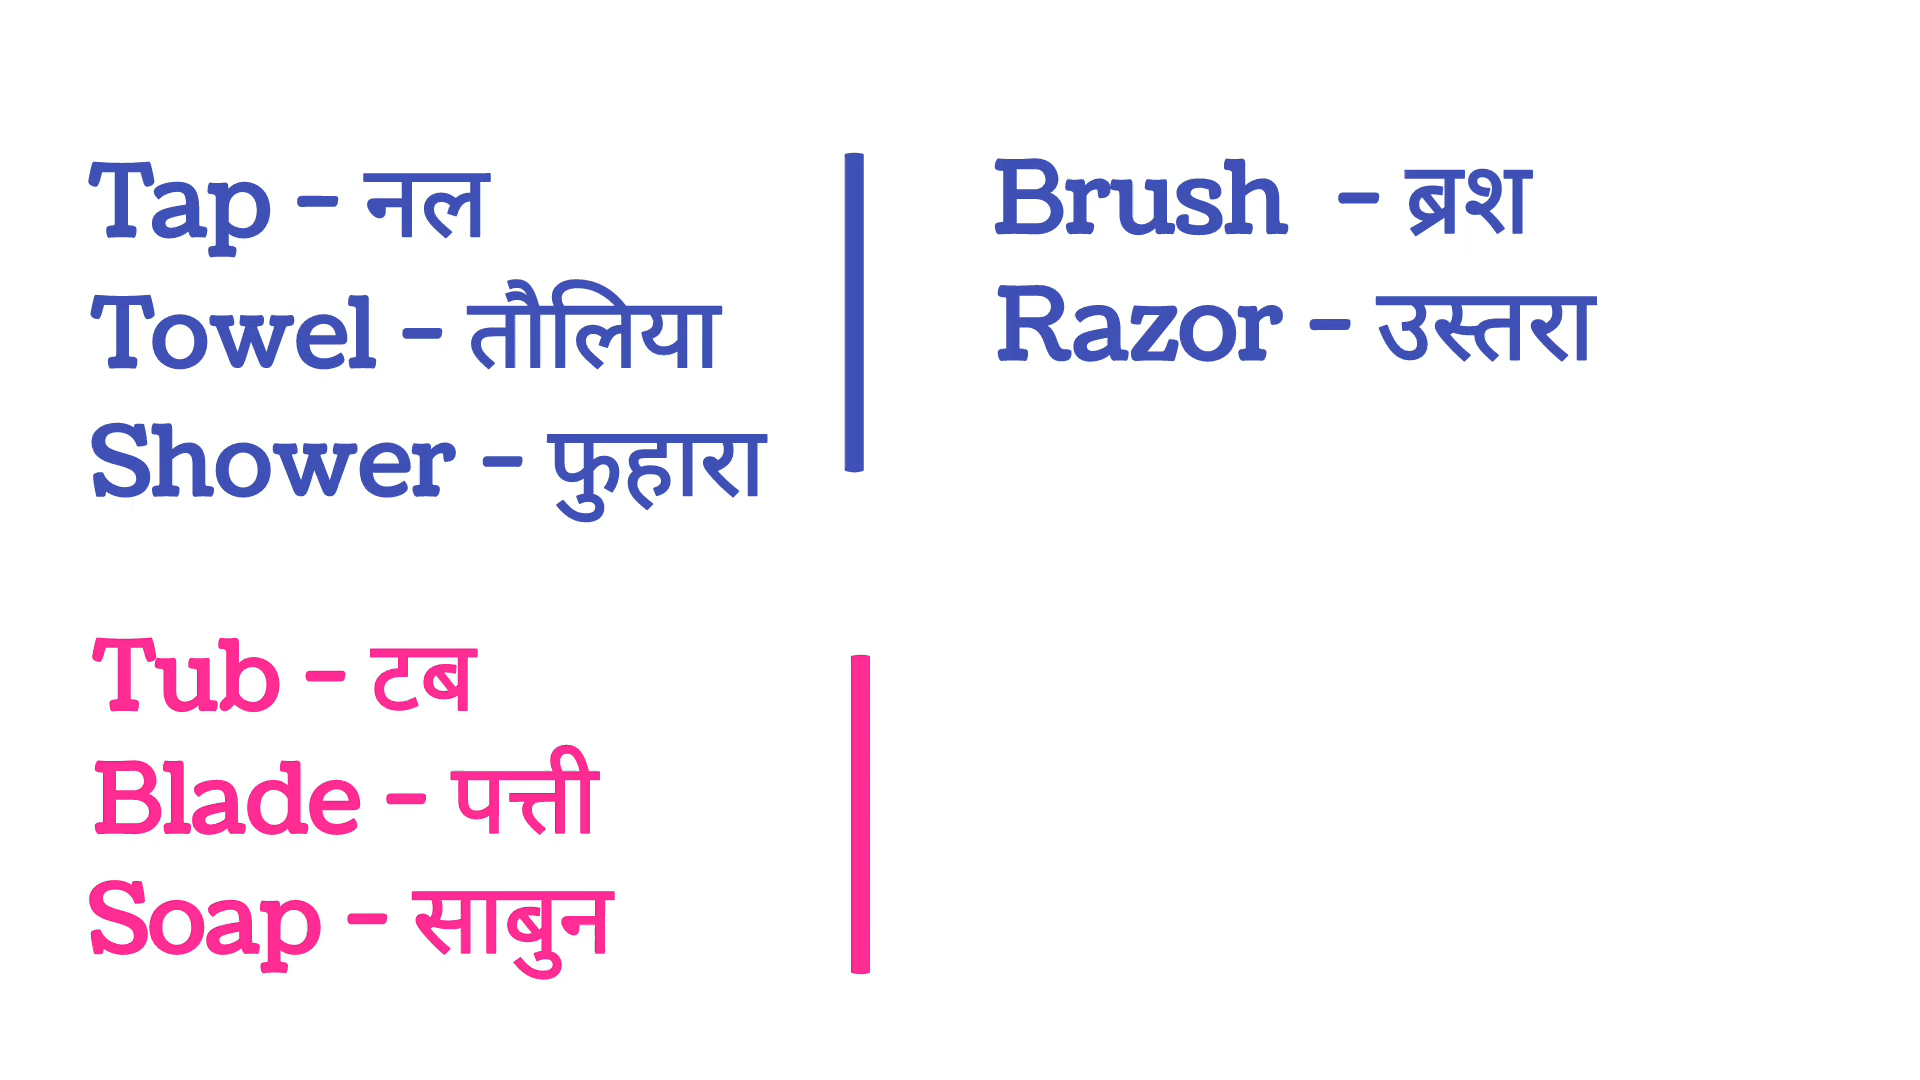 Tap - नल
Towel - तौलिया
Shower - फुहारा
Brush - ब्रश
Razor - उस्तरा
Tub - टब
Blade - पत्ती
Soap - साबुन